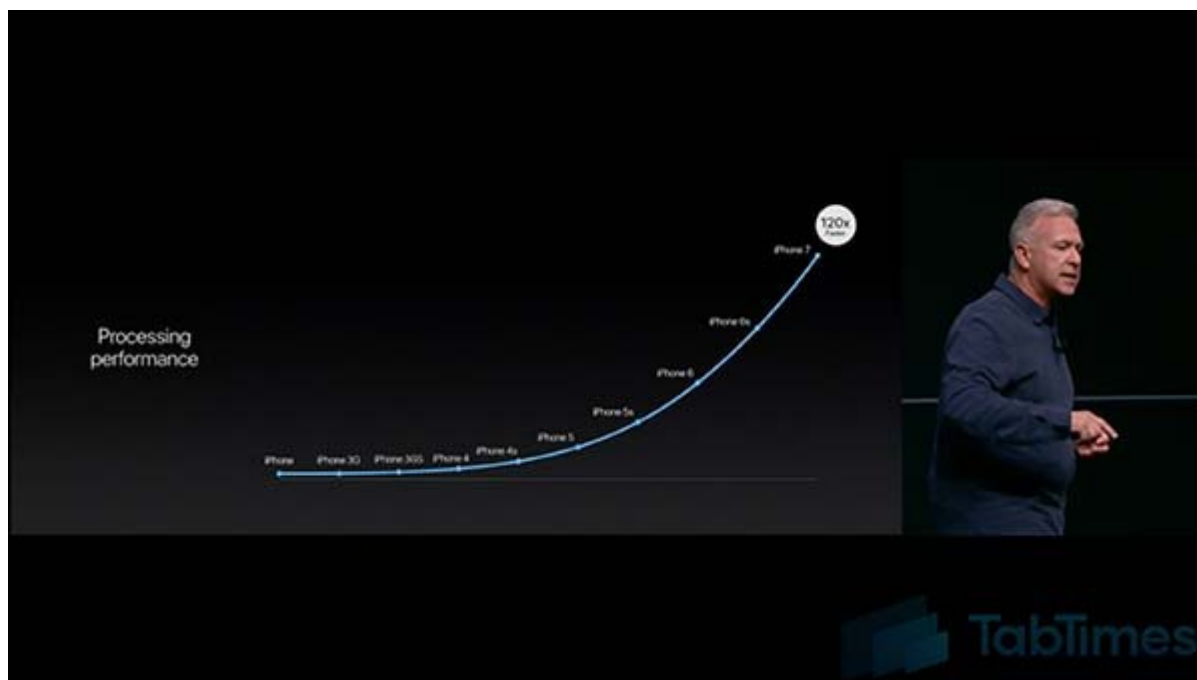 120x
Faster
iPhone 7
iPhone 6s
Processing
performance
iPhone 6
iPhone 5s
iPhone 5
iPhone 4s
iPhone iPhone 3G iPhone 3GS iPhone 4
TabTimes